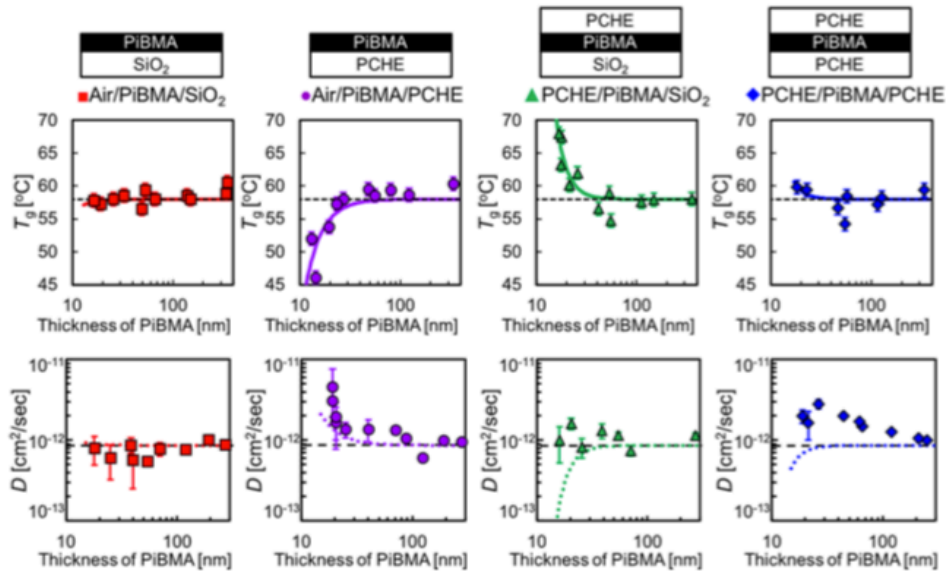 PCHE
PCHE
PiBMA
PiBMA
PiBMA
PiBMA
SiO₂
PCHE
SiO₂
PCHE
■Air/PiBMA/SiO₂
●Air/PiBMA/PCHE
▲PCHE/PiBMA/SiO₂
◆PCHE/PiBMA/PCHE
70
65
60
55
50
45
Tg [°C]
10
100
Thickness of PiBMA [nm]
70
65
60
55
50
45
Tg [°C]
10
100
Thickness of PiBMA [nm]
70
65
60
55
50
45
Tg [°C]
10
100
Thickness of PiBMA [nm]
70
65
60
55
50
45
Tg [°C]
10
100
Thickness of PiBMA [nm]
10⁻¹¹
10⁻¹²
10⁻¹³
D [cm²/sec]
10
100
Thickness of PiBMA [nm]
10⁻¹¹
10⁻¹²
10⁻¹³
D [cm²/sec]
10
100
Thickness of PiBMA [nm]
10⁻¹¹
10⁻¹²
10⁻¹³
D [cm²/sec]
10
100
Thickness of PiBMA [nm]
10⁻¹¹
10⁻¹²
10⁻¹³
D [cm²/sec]
10
100
Thickness of PiBMA [nm]